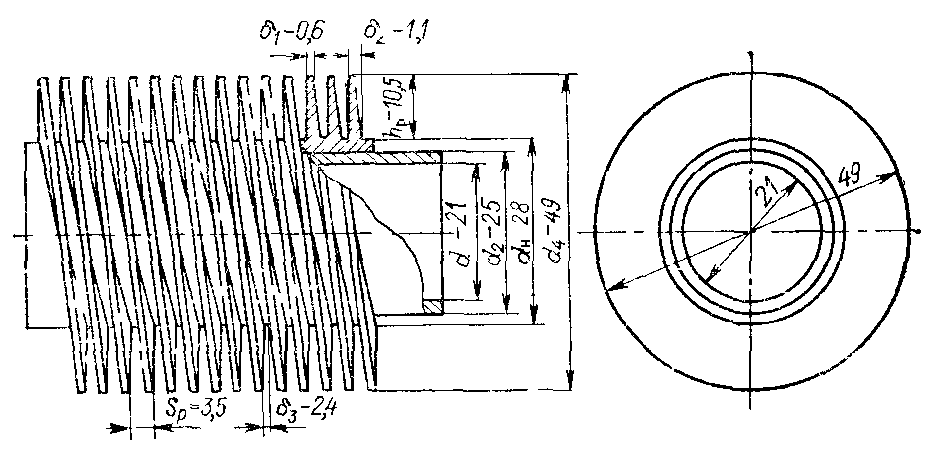 δ₁-0,6
δ₂-1,1
hр-10,5
d-21
d₂-25
dн-28
d₄-49
21
49
Sр=3,5
δ₃-2,4